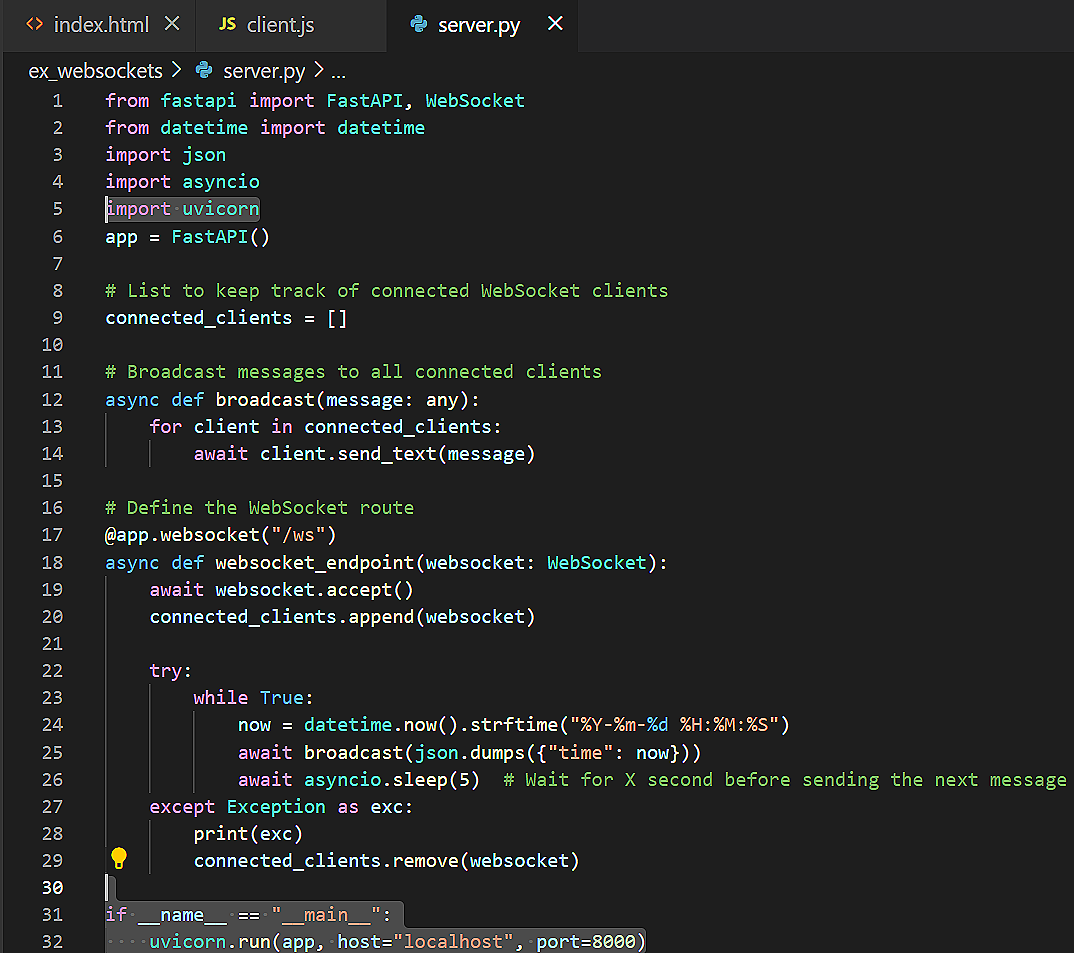 <> index.html ×
JS client.js
server.py ×
ex_websockets > server.py > ...
1 from fastapi import FastAPI, WebSocket
2 from datetime import datetime
3 import json
4 import asyncio
5 import uvicorn
6 app = FastAPI()
7
8 # List to keep track of connected WebSocket clients
9 connected_clients = []
10
11 # Broadcast messages to all connected clients
12 async def broadcast(message: any):
13     for client in connected_clients:
14         await client.send_text(message)
15
16 # Define the WebSocket route
17 @app.websocket("/ws")
18 async def websocket_endpoint(websocket: WebSocket):
19     await websocket.accept()
20     connected_clients.append(websocket)
21
22     try:
23         while True:
24             now = datetime.now().strftime("%Y-%m-%d %H:%M:%S")
25             await broadcast(json.dumps({"time": now}))
26             await asyncio.sleep(5)  # Wait for X second before sending the next message
27     except Exception as exc:
28         print(exc)
29         connected_clients.remove(websocket)
30
31 if __name__ == "__main__":
32     uvicorn.run(app, host="localhost", port=8000)